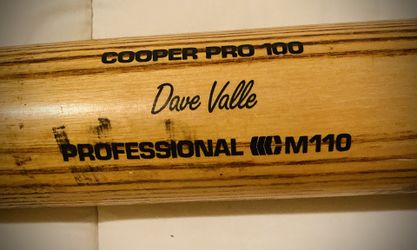 COOPER PRO 100
Dave Valle
PROFESSIONAL M110